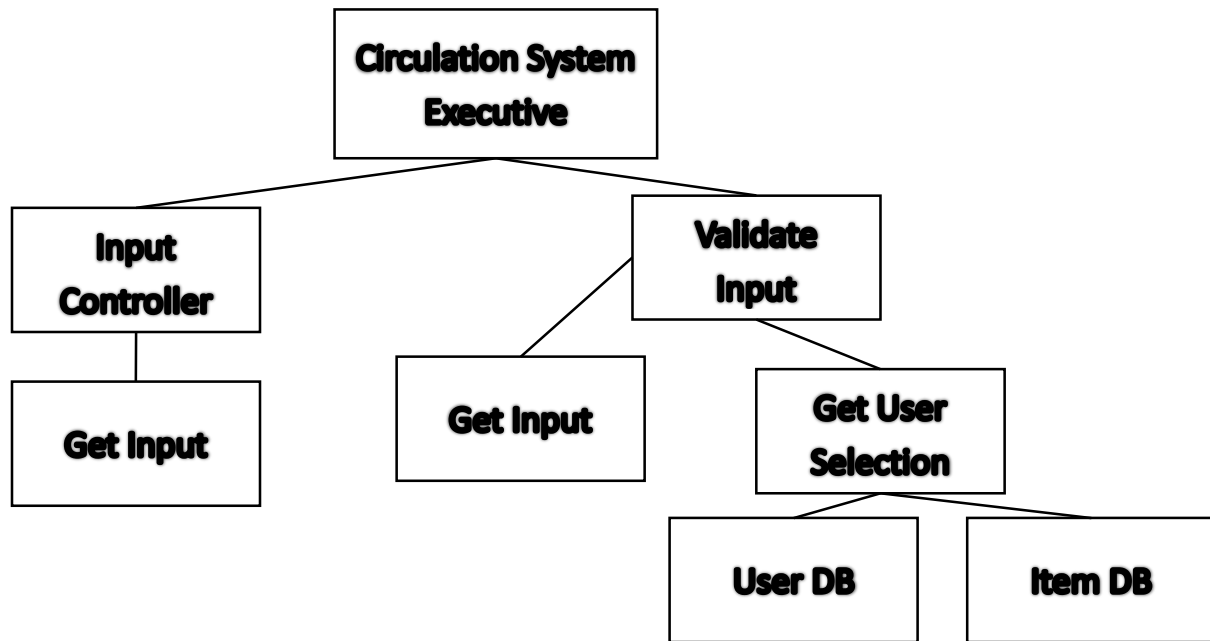 Circulation System
Executive
Input
Controller
Validate
Input
Get Input
Get Input
Get User
Selection
User DB
Item DB